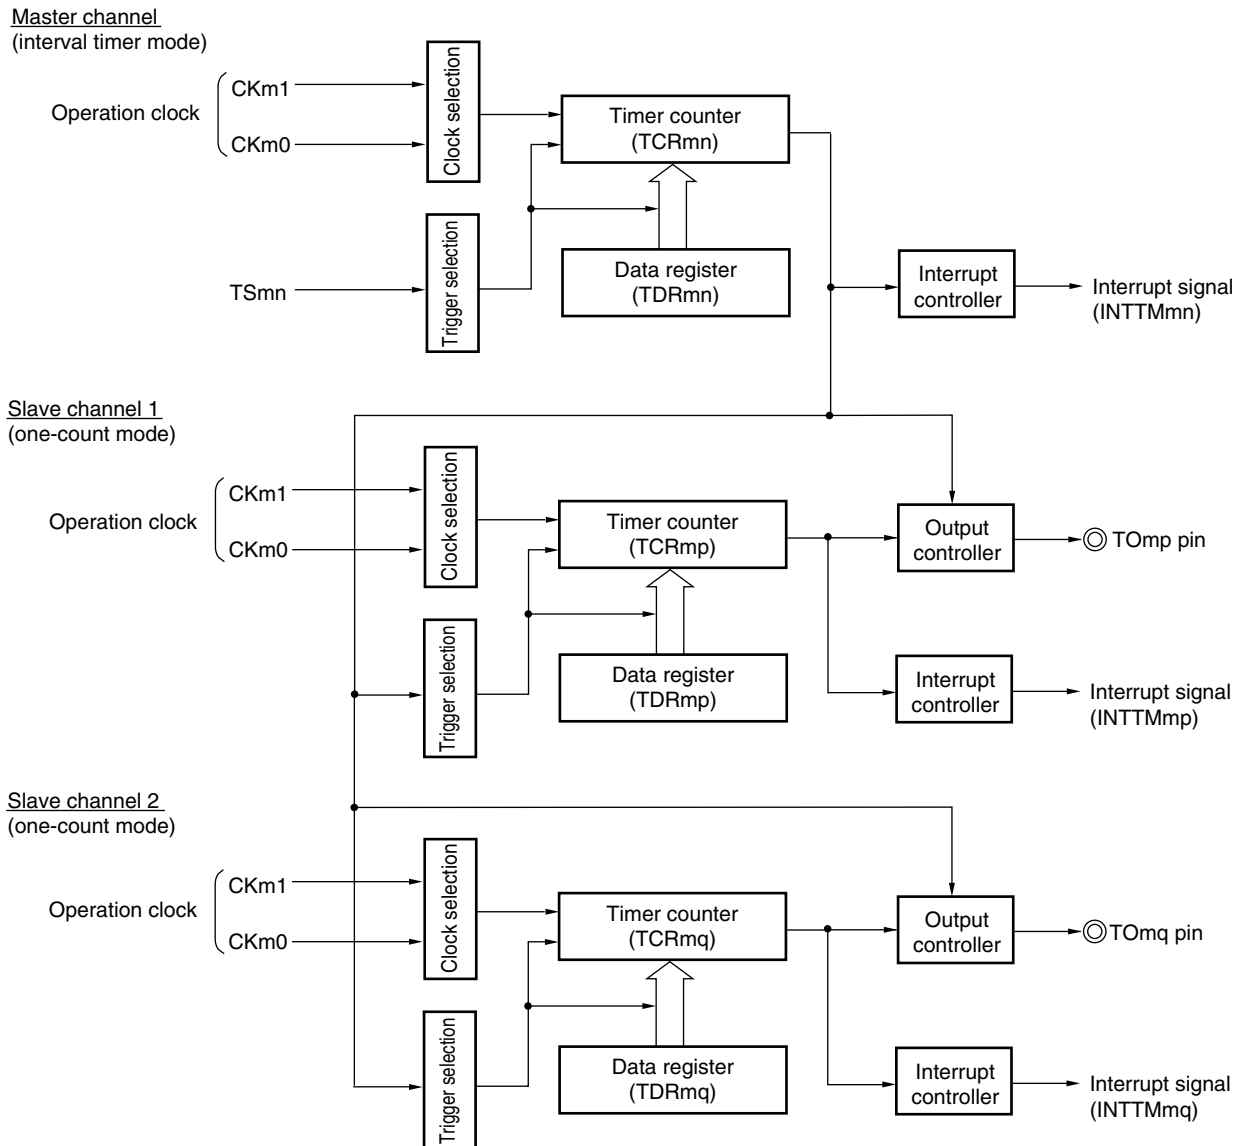 Master channel
(interval timer mode)
Operation clock
CKm1
CKm0
Clock selection
Timer counter
(TCRmn)
TSmn
Trigger selection
Data register
(TDRmn)
Interrupt
controller
Interrupt signal
(INTTMmn)
Slave channel 1
(one-count mode)
Operation clock
CKm1
CKm0
Clock selection
Timer counter
(TCRmp)
Output
controller
TOmp pin
Trigger selection
Data register
(TDRmp)
Interrupt
controller
Interrupt signal
(INTTMmp)
Slave channel 2
(one-count mode)
Operation clock
CKm1
CKm0
Clock selection
Timer counter
(TCRmq)
Output
controller
TOmq pin
Trigger selection
Data register
(TDRmq)
Interrupt
controller
Interrupt signal
(INTTMmq)